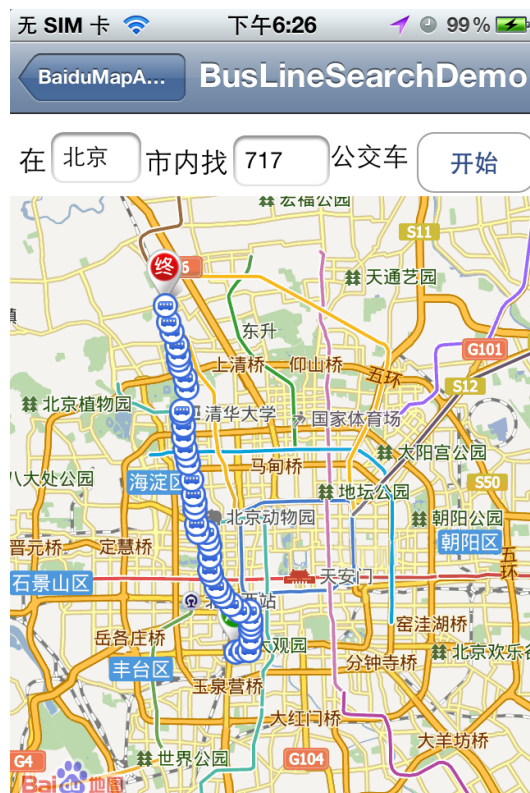 无 SIM 卡 下午6:26 99%
BaiduMapA... BusLineSearchDemo
在 北京 市内找 717 公交车 开始
宏福公园
S11
终
天通艺园
东升
G101
上清桥 仰山桥
五环
S12
北京植物园
清华大学
国家体育场
太阳宫公园
马甸桥
八大处公园
海淀区
S50
地坛公园
北京动物园
朝阳公园
晋元桥 定慧桥
朝阳区
五环
天安门
石景山区
西站
窑洼湖桥
岳各庄桥
大观园
北京欢乐谷
分钟寺桥
丰台区
玉泉营桥
大红门桥
大羊坊桥
G4
世界公园
G104
Bai du 地图